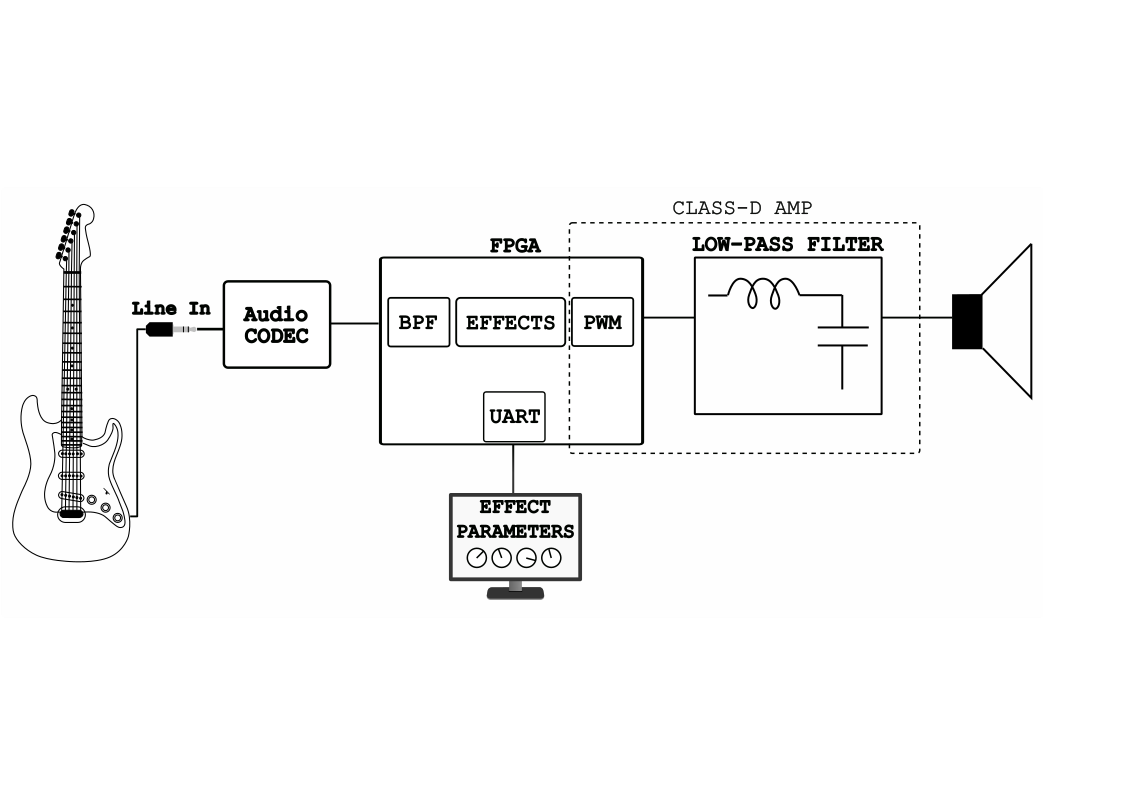 CLASS-D AMP
FPGA
LOW-PASS FILTER
Line In
Audio
CODEC
BPF
EFFECTS
PWM
UART
EFFECT
PARAMETERS